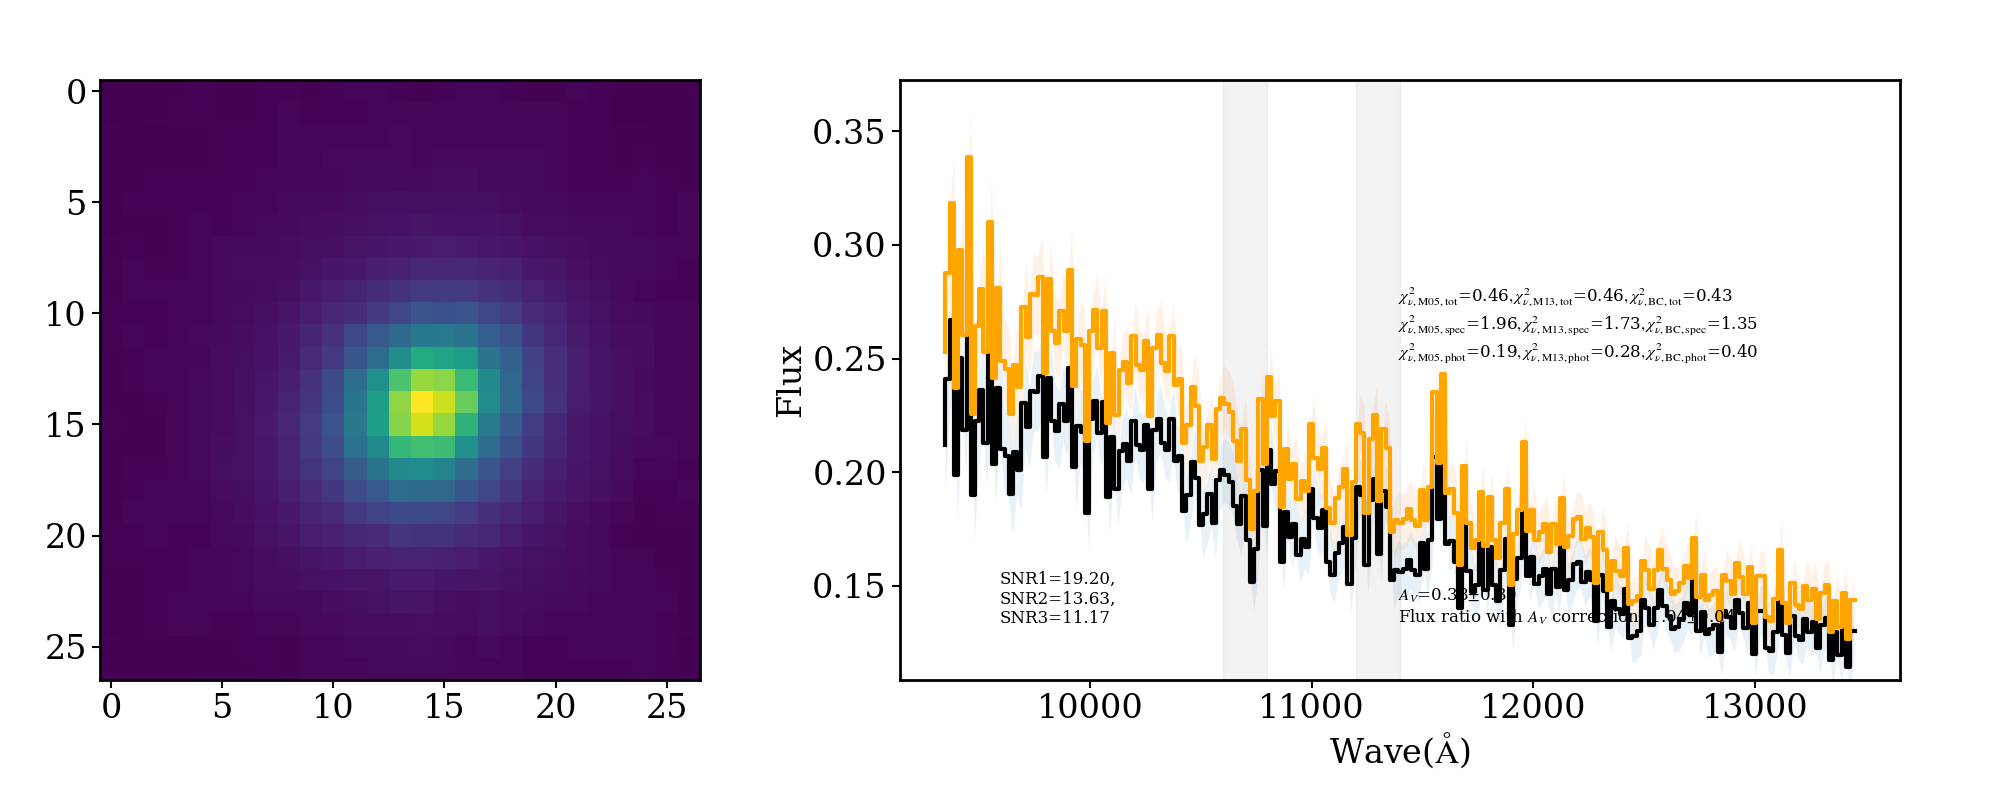 0
5
10
15
20
25
0
5
10
15
20
25
Flux
0.35
0.30
0.25
0.20
0.15
χ²ν,M05,tot=0.46,χ²ν,M13,tot=0.46,χ²ν,BC,tot=0.43
χ²ν,M05,spec=1.96,χ²ν,M13,spec=1.73,χ²ν,BC,spec=1.35
χ²ν,M05,phot=0.19,χ²ν,M13,phot=0.28,χ²ν,BC,phot=0.40
SNR1=19.20,
SNR2=13.63,
SNR3=11.17
Flux ratio with AV correction
10000
11000
12000
13000
Wave(Å)